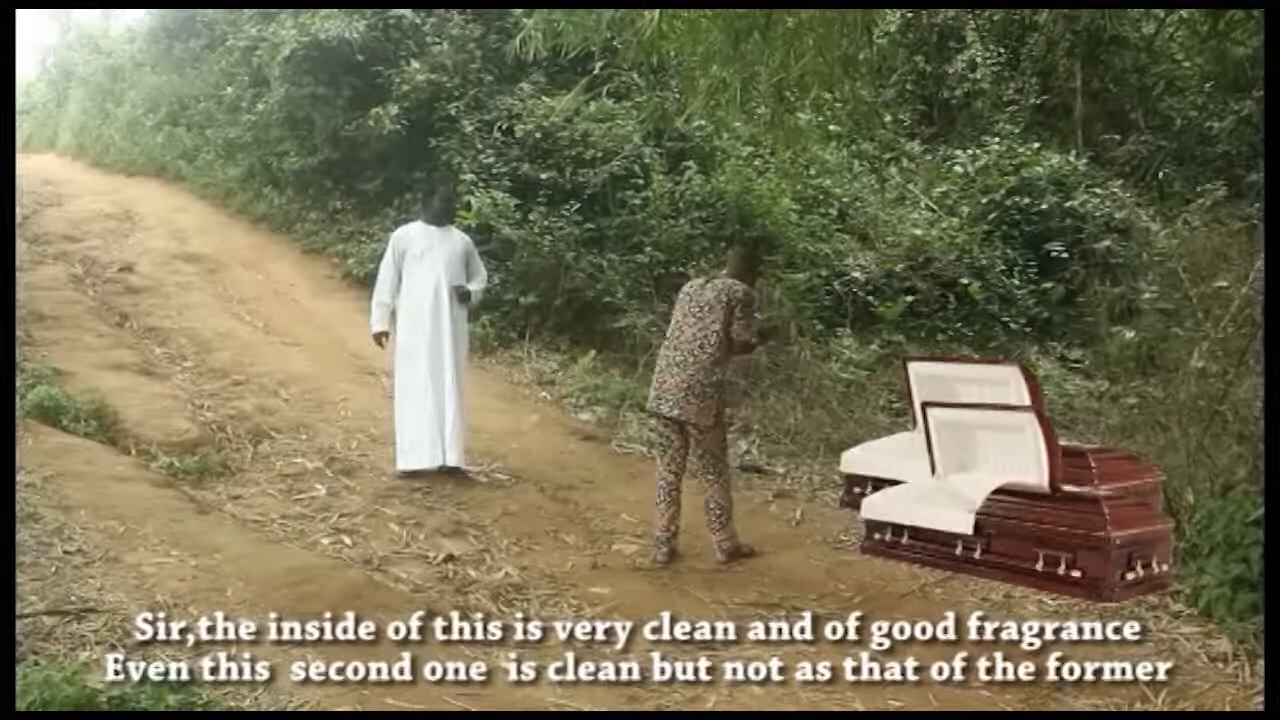 Sir,the inside of this is very clean and of good fragrance
Even this second one is clean but not as that of the former